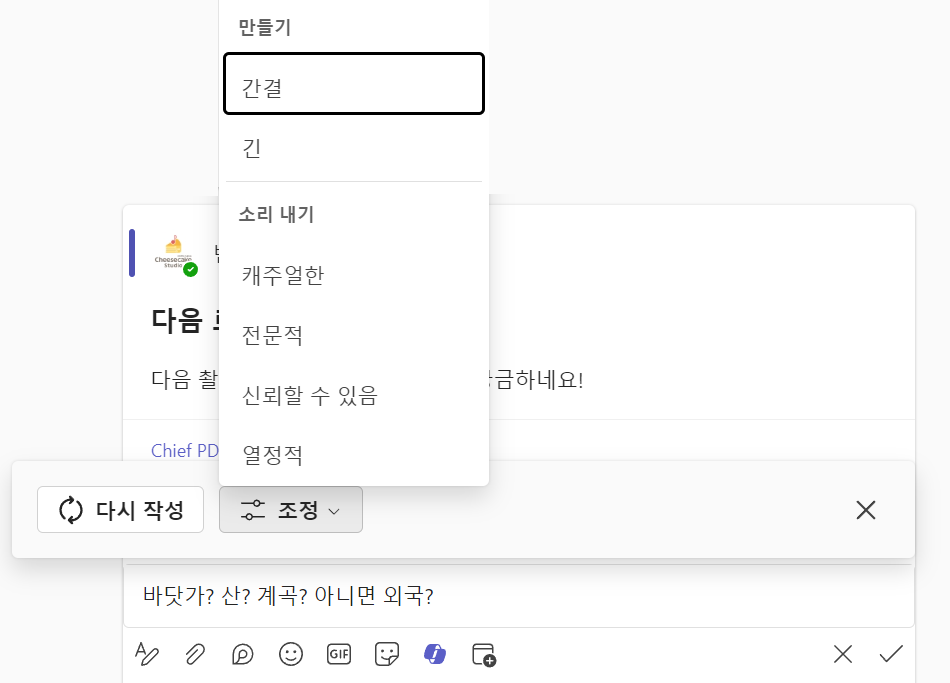 만들기
간결
긴
소리 내기
캐주얼한
전문적
신뢰할 수 있음
열정적
Cheesecake
Studio
다음
다음 촬
금하네요!
Chief PD
다시 작성
조정
바닷가? 산? 계곡? 아니면 외국?
GIF